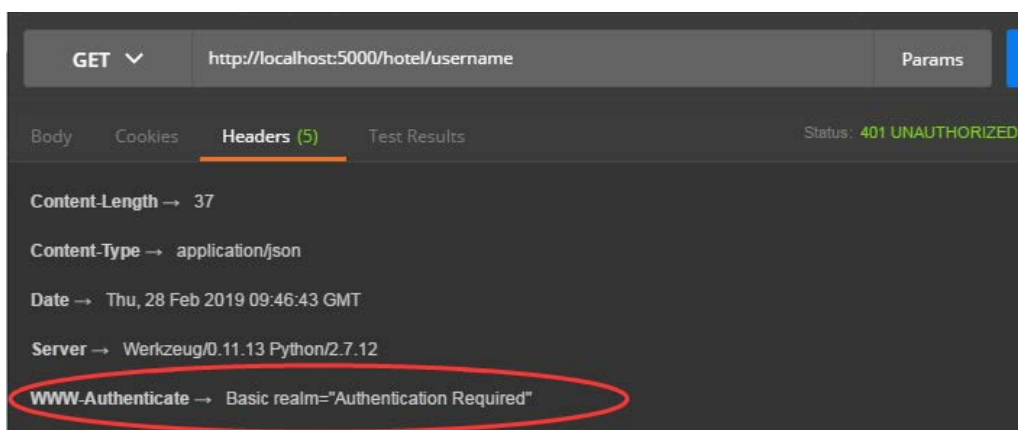 GET http://localhost:5000/hotel/username Params
Body Cookies Headers (5) Test Results Status: 401 UNAUTHORIZED
Content-Length → 37
Content-Type → application/json
Date → Thu, 28 Feb 2019 09:46:43 GMT
Server → Werkzeug/0.11.13 Python/2.7.12
WWW-Authenticate → Basic realm="Authentication Required"